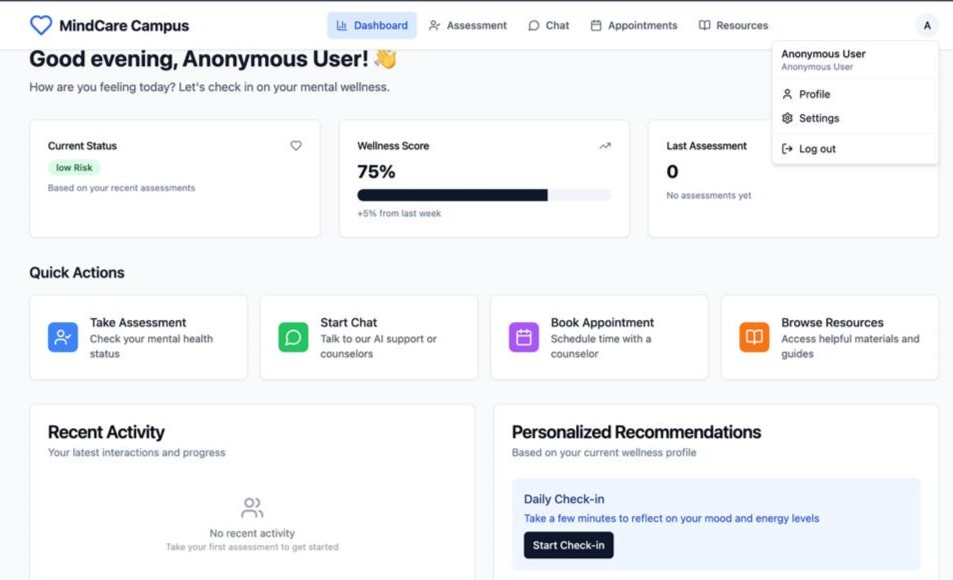 MindCare Campus
Dashboard
Assessment
Chat
Appointments
Resources
A
Good evening, Anonymous User! 👋
How are you feeling today? Let's check in on your mental wellness.
Anonymous User
Anonymous User
Profile
Settings
Log out
Current Status
low Risk
Based on your recent assessments
Wellness Score
75%
+5% from last week
Last Assessment
0
No assessments yet
Quick Actions
Take Assessment
Check your mental health
status
Start Chat
Talk to our AI support or
counselors
Book Appointment
Schedule time with a
counselor
Browse Resources
Access helpful materials and
guides
Recent Activity
Your latest interactions and progress
No recent activity
Take your first assessment to get started
Personalized Recommendations
Based on your current wellness profile
Daily Check-in
Take a few minutes to reflect on your mood and energy levels
Start Check-in